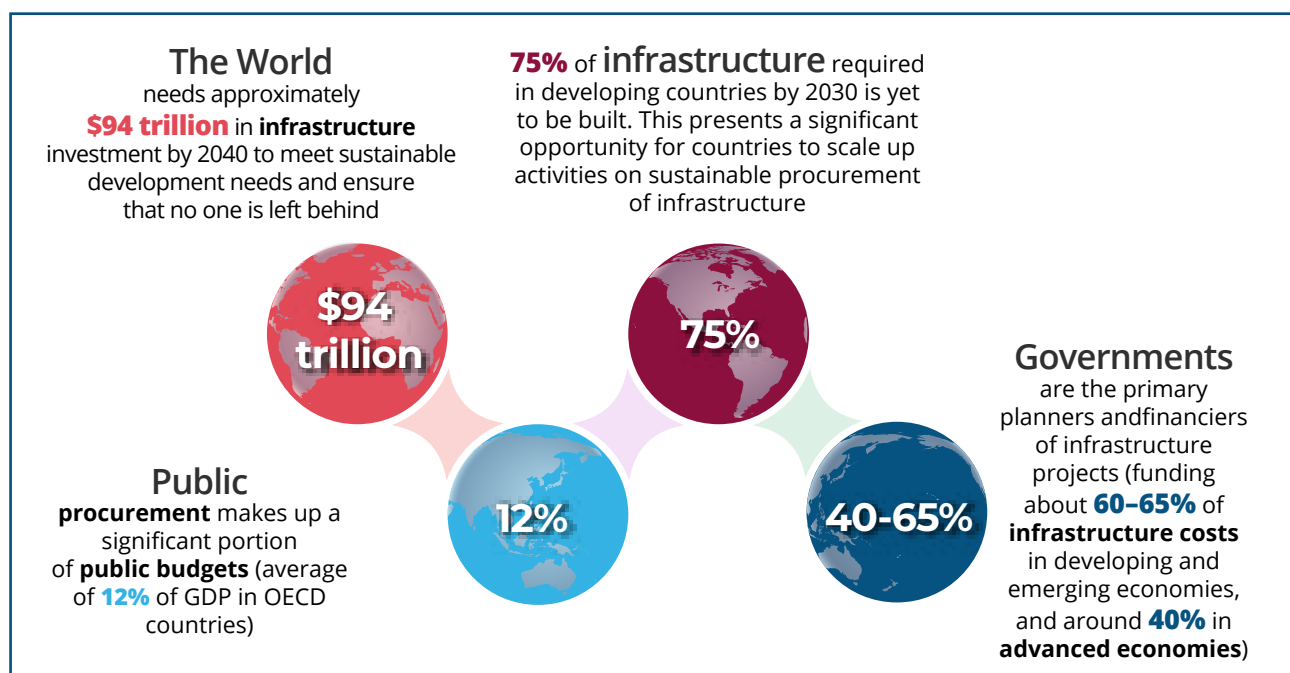 The World
needs approximately
$94 trillion in infrastructure
investment by 2040 to meet sustainable
development needs and ensure
that no one is left behind
75% of infrastructure required
in developing countries by 2030 is yet
to be built. This presents a significant
opportunity for countries to scale up
activities on sustainable procurement
of infrastructure
$94
trillion
75%
12%
40-65%
Public
procurement makes up a
significant portion
of public budgets (average
of 12% of GDP in OECD
countries)
Governments
are the primary
planners andfinanciers
of infrastructure
projects (funding
about 60–65% of
infrastructure costs
in developing and
emerging economies,
and around 40% in
advanced economies)